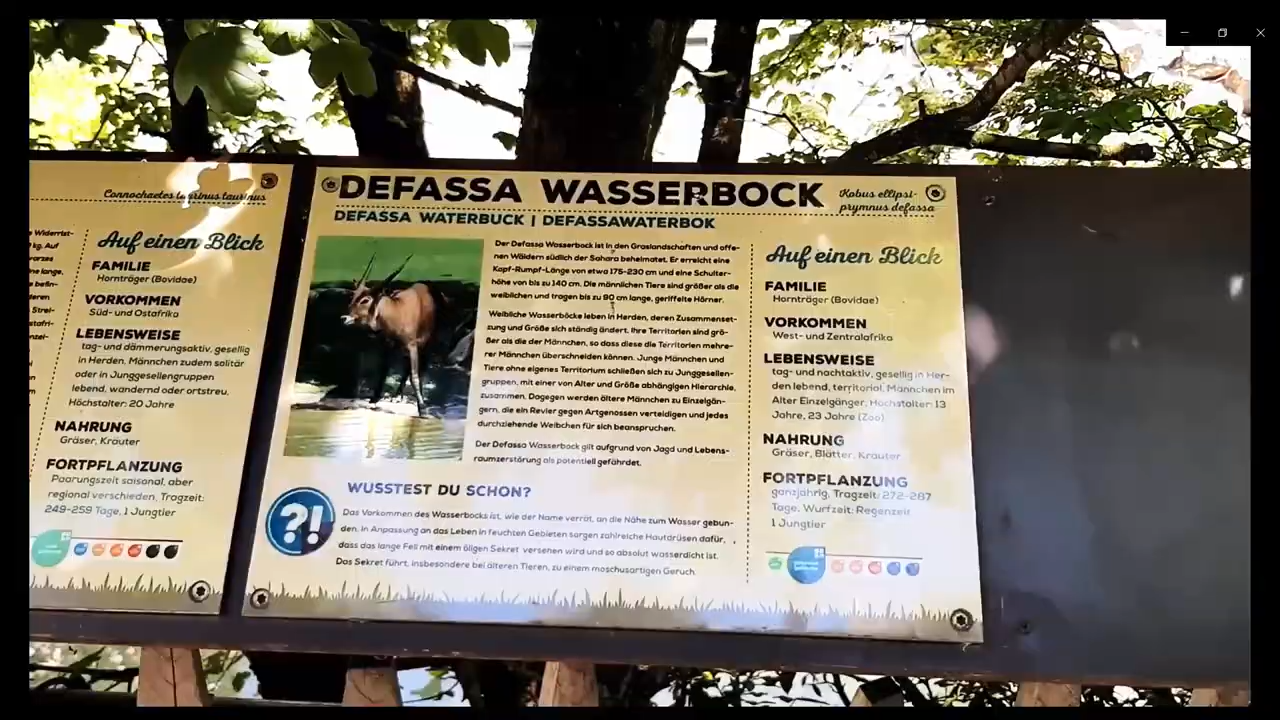 Connochaetes taurinus taurinus
Auf einen Blick
FAMILIE
Hornträger (Bovidae)
VORKOMMEN
Süd- und Ostafrika
LEBENSWEISE
tag- und dämmerungsaktiv, gesellig
in Herden. Männchen zudem solitär
oder in Junggesellengruppen
lebend, wandernd oder ortstreu.
Höchstalter: 20 Jahre
NAHRUNG
Gräser, Kräuter
FORTPFLANZUNG
Paarungszeit saisonal, aber
regional verschieden, Tragzeit:
249-259 Tage, 1 Jungtier
DEFASSA WASSERBOCK
Kobus ellipsi-
prymnus defassa
DEFASSA WATERBUCK | DEFASSAWATERBOK
Der Defassa Wasserbock ist in den Graslandschaften und offe-
nen Wäldern südlich der Sahara beheimatet. Er erreicht eine
Kopf-Rumpf-Länge von etwa 175-230 cm und eine Schulter-
höhe von bis zu 140 cm. Die männlichen Tiere sind größer als die
weiblichen und tragen bis zu 90 cm lange, geriffelte Hörner.
Weibliche Wasserböcke leben in Herden, deren Zusammenset-
zung und Größe sich ständig ändert. Ihre Territorien sind grö-
ßer als die der Männchen, so dass diese die Territorien mehre-
rer Männchen überschneiden können. Junge Männchen und
Tiere ohne eigenes Territorium schließen sich zu Junggesellen-
gruppen, mit einer von Alter und Größe abhängigen Hierarchie,
zusammen. Dagegen werden ältere Männchen zu Einzelgän-
gern, die ein Revier gegen Artgenossen verteidigen und jedes
durchziehende Weibchen für sich beanspruchen.
Der Defassa Wasserbock gilt aufgrund von Jagd und Lebens-
raumzerstörung als potentiell gefährdet.
WUSSTEST DU SCHON?
?!
Das Vorkommen des Wasserbocks ist, wie der Name verrät, an die Nähe zum Wasser gebun-
den. In Anpassung an das Leben in feuchten Gebieten sorgen zahlreiche Hautdrüsen dafür,
dass das lange Fell mit einem öligen Sekret versehen wird und so absolut wasserdicht ist.
Das Sekret führt, insbesondere bei älteren Tieren, zu einem moschusartigen Geruch.
Auf einen Blick
FAMILIE
Hornträger (Bovidae)
VORKOMMEN
West- und Zentralafrika
LEBENSWEISE
tag- und nachtaktiv, gesellig in Her-
den lebend, territorial, Männchen im
Alter Einzelgänger, Höchstalter: 13
Jahre, 23 Jahre (Zoo)
NAHRUNG
Gräser, Blätter, Kräuter
FORTPFLANZUNG
ganzjährig, Tragzeit: 272-287
Tage, Wurfzeit: Regenzeit
1 Jungtier